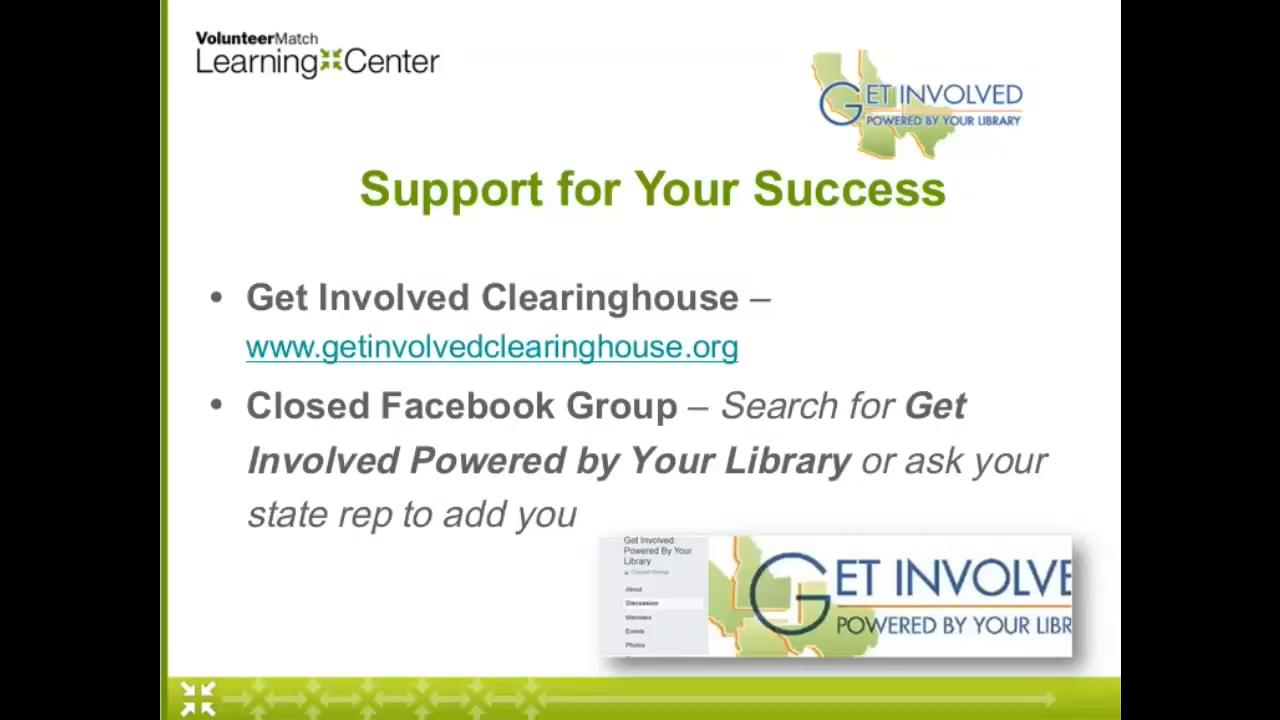 VolunteerMatch
Learning Center
GET INVOLVED
POWERED BY YOUR LIBRARY
Support for Your Success
• Get Involved Clearinghouse –
www.getinvolvedclearinghouse.org
• Closed Facebook Group – Search for Get
Involved Powered by Your Library or ask your
state rep to add you
Get Involved
Powered By Your
Library
Closed Group
About
Discussion
Members
Events
Photos
GET INVOLVE
POWERED BY YOUR LIBR